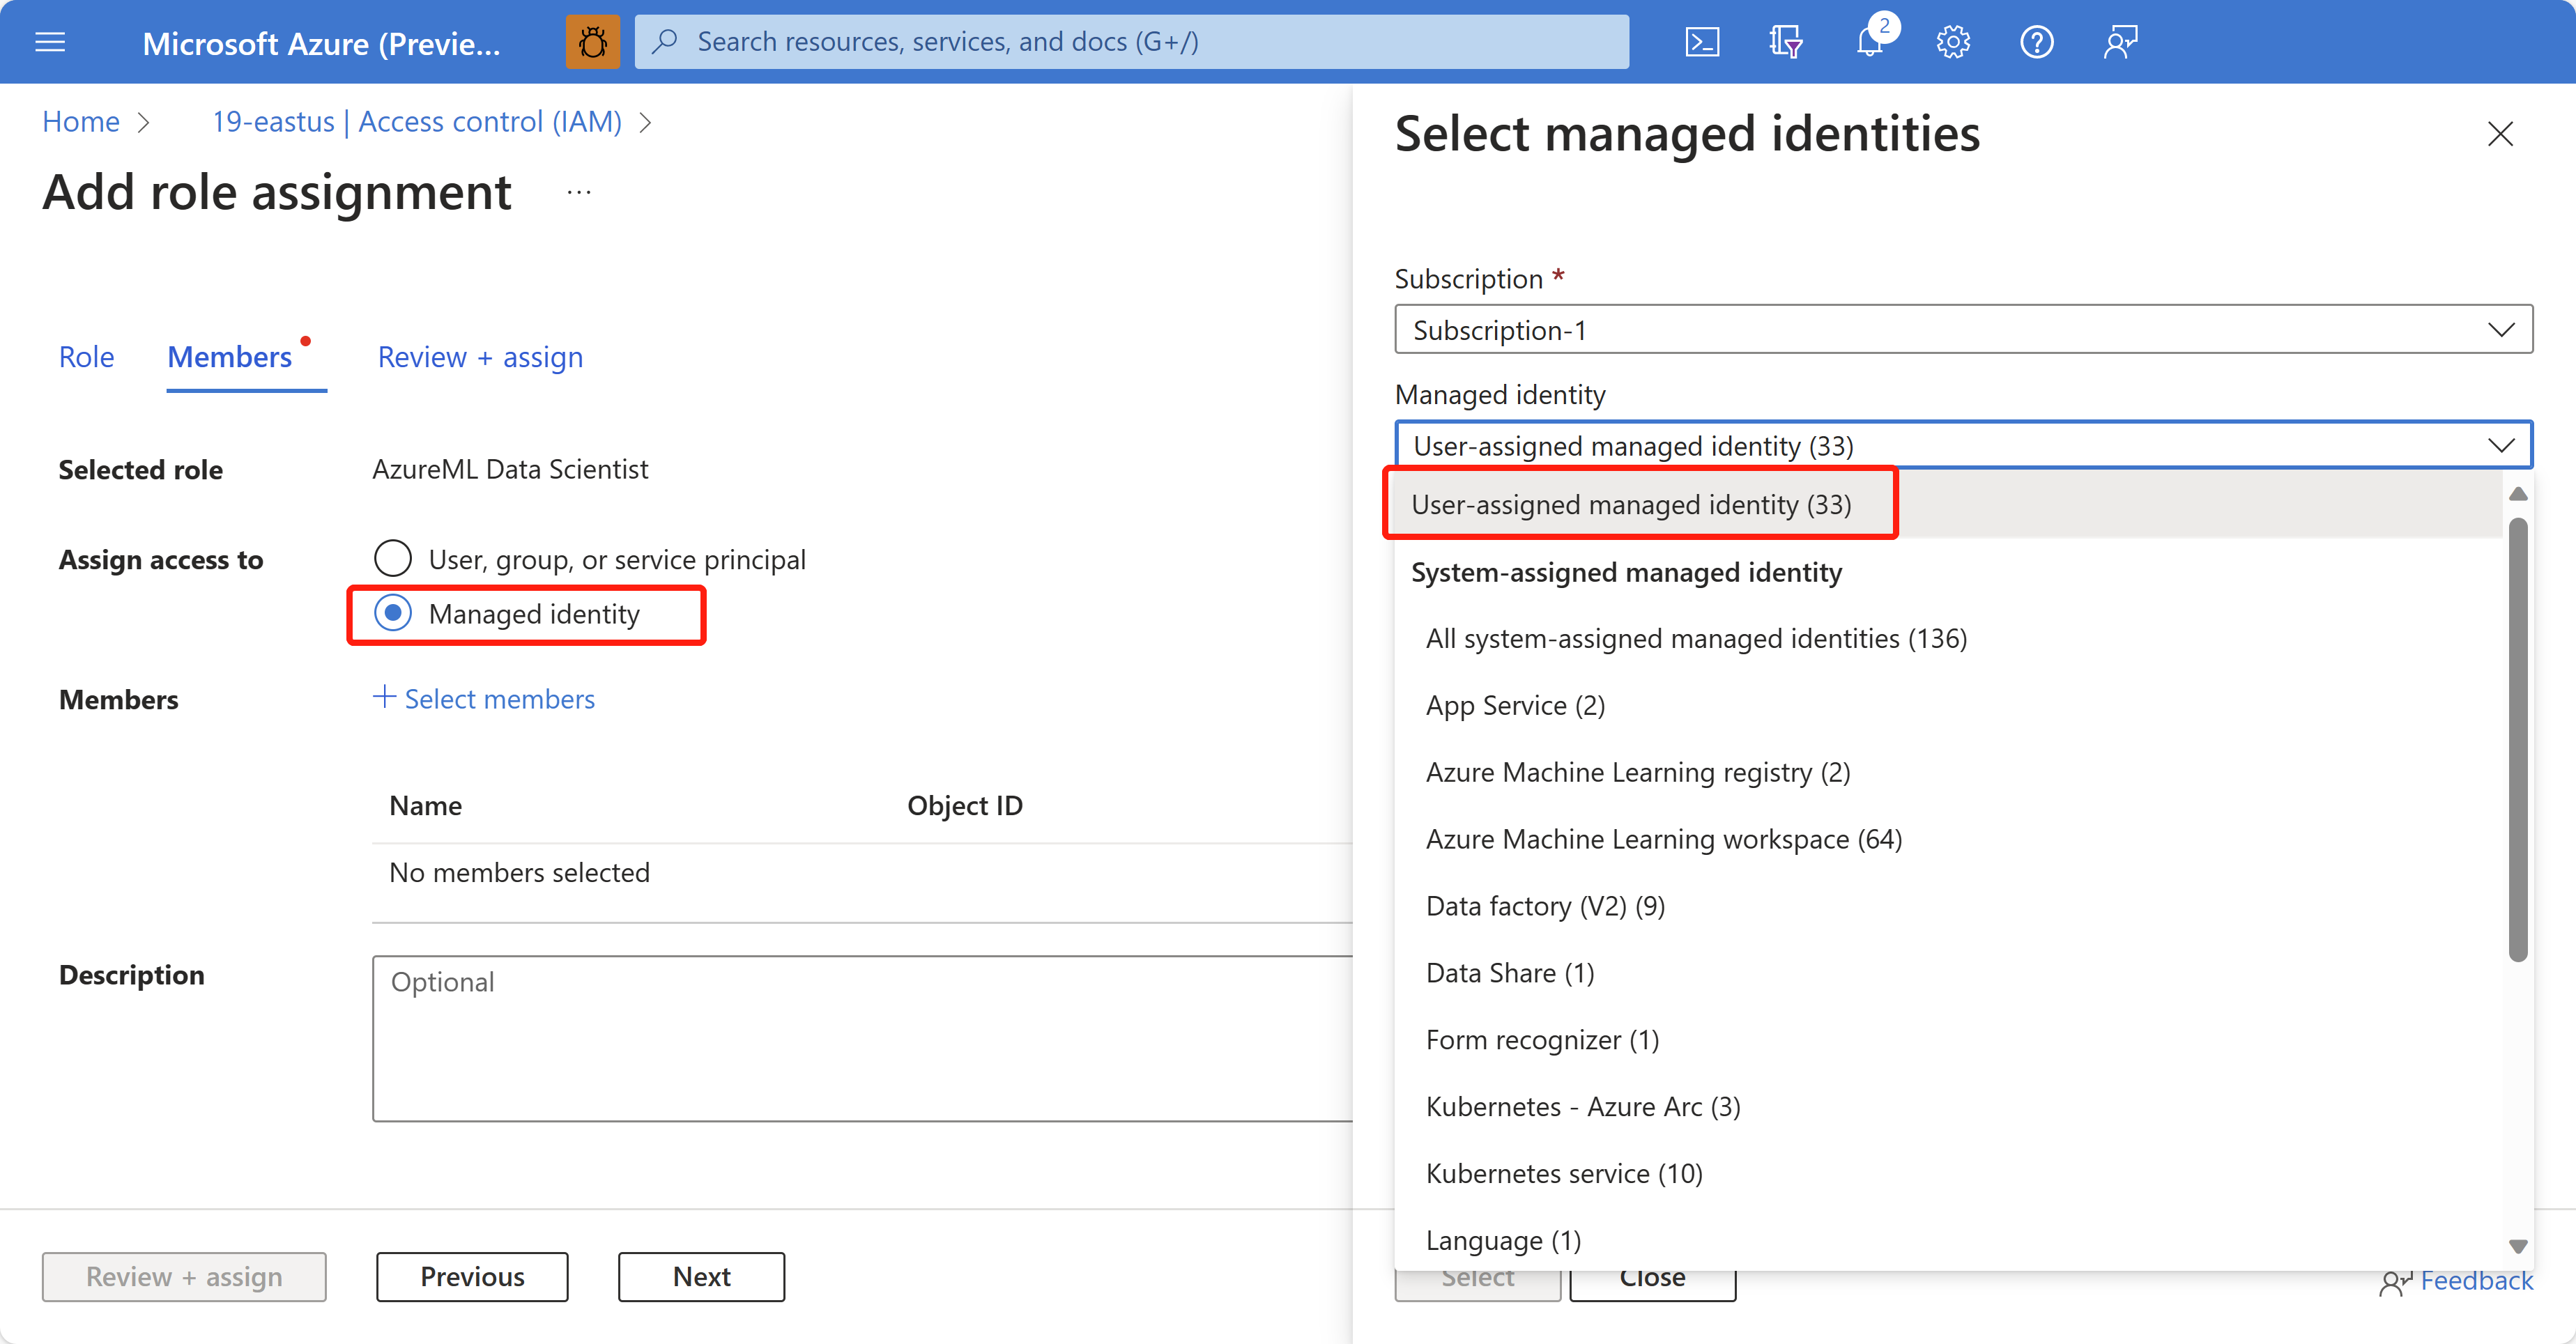 Microsoft Azure (Previe...
Search resources, services, and docs (G+/)
2
Home
19-eastus | Access control (IAM)
Add role assignment
...
Role
Members
Review + assign
Selected role
AzureML Data Scientist
Assign access to
User, group, or service principal
Managed identity
Members
Select members
Name
Object ID
No members selected
Description
Optional
Review + assign
Previous
Next
Select managed identities
Subscription *
Subscription-1
Managed identity
User-assigned managed identity (33)
User-assigned managed identity (33)
System-assigned managed identity
All system-assigned managed identities (136)
App Service (2)
Azure Machine Learning registry (2)
Azure Machine Learning workspace (64)
Data factory (V2) (9)
Data Share (1)
Form recognizer (1)
Kubernetes - Azure Arc (3)
Kubernetes service (10)
Language (1)
Select
Close
Feedback